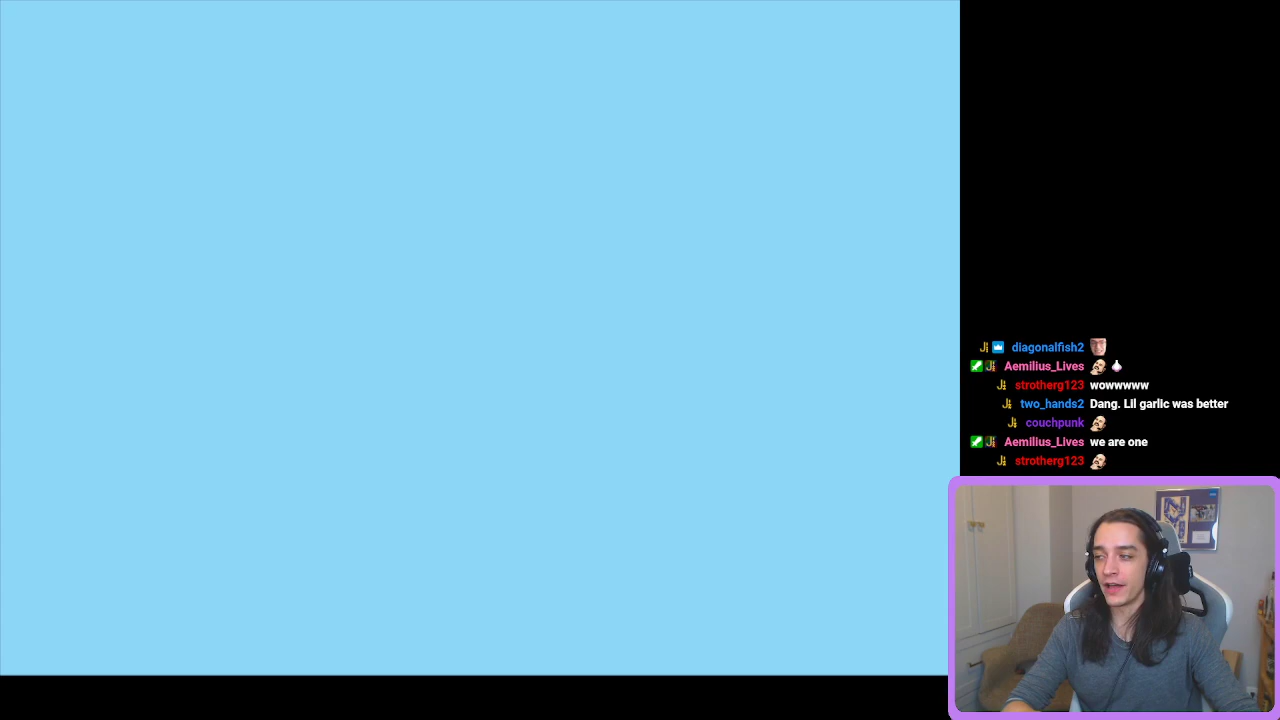 diagonalfish2
Aemilius_Lives
strotherg123 wowwwww
two_hands2 Dang. Lil garlic was better
couchpunk
Aemilius_Lives we are one
strotherg123